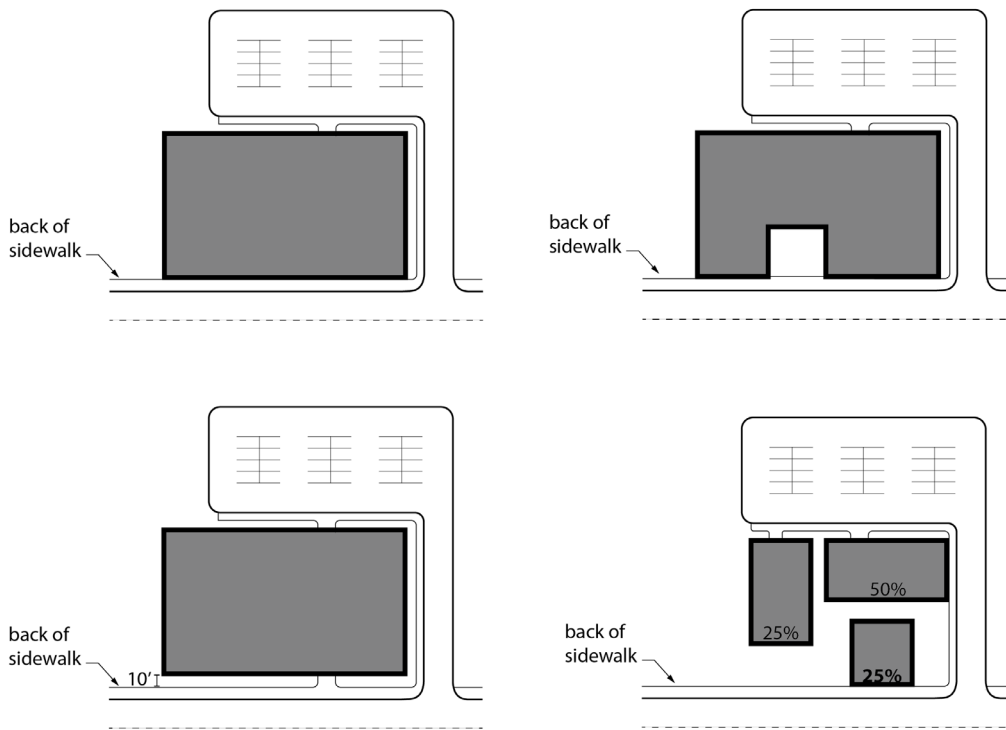 back of
sidewalk
back of
sidewalk
back of
sidewalk
10’
back of
sidewalk
50%
25%
25%